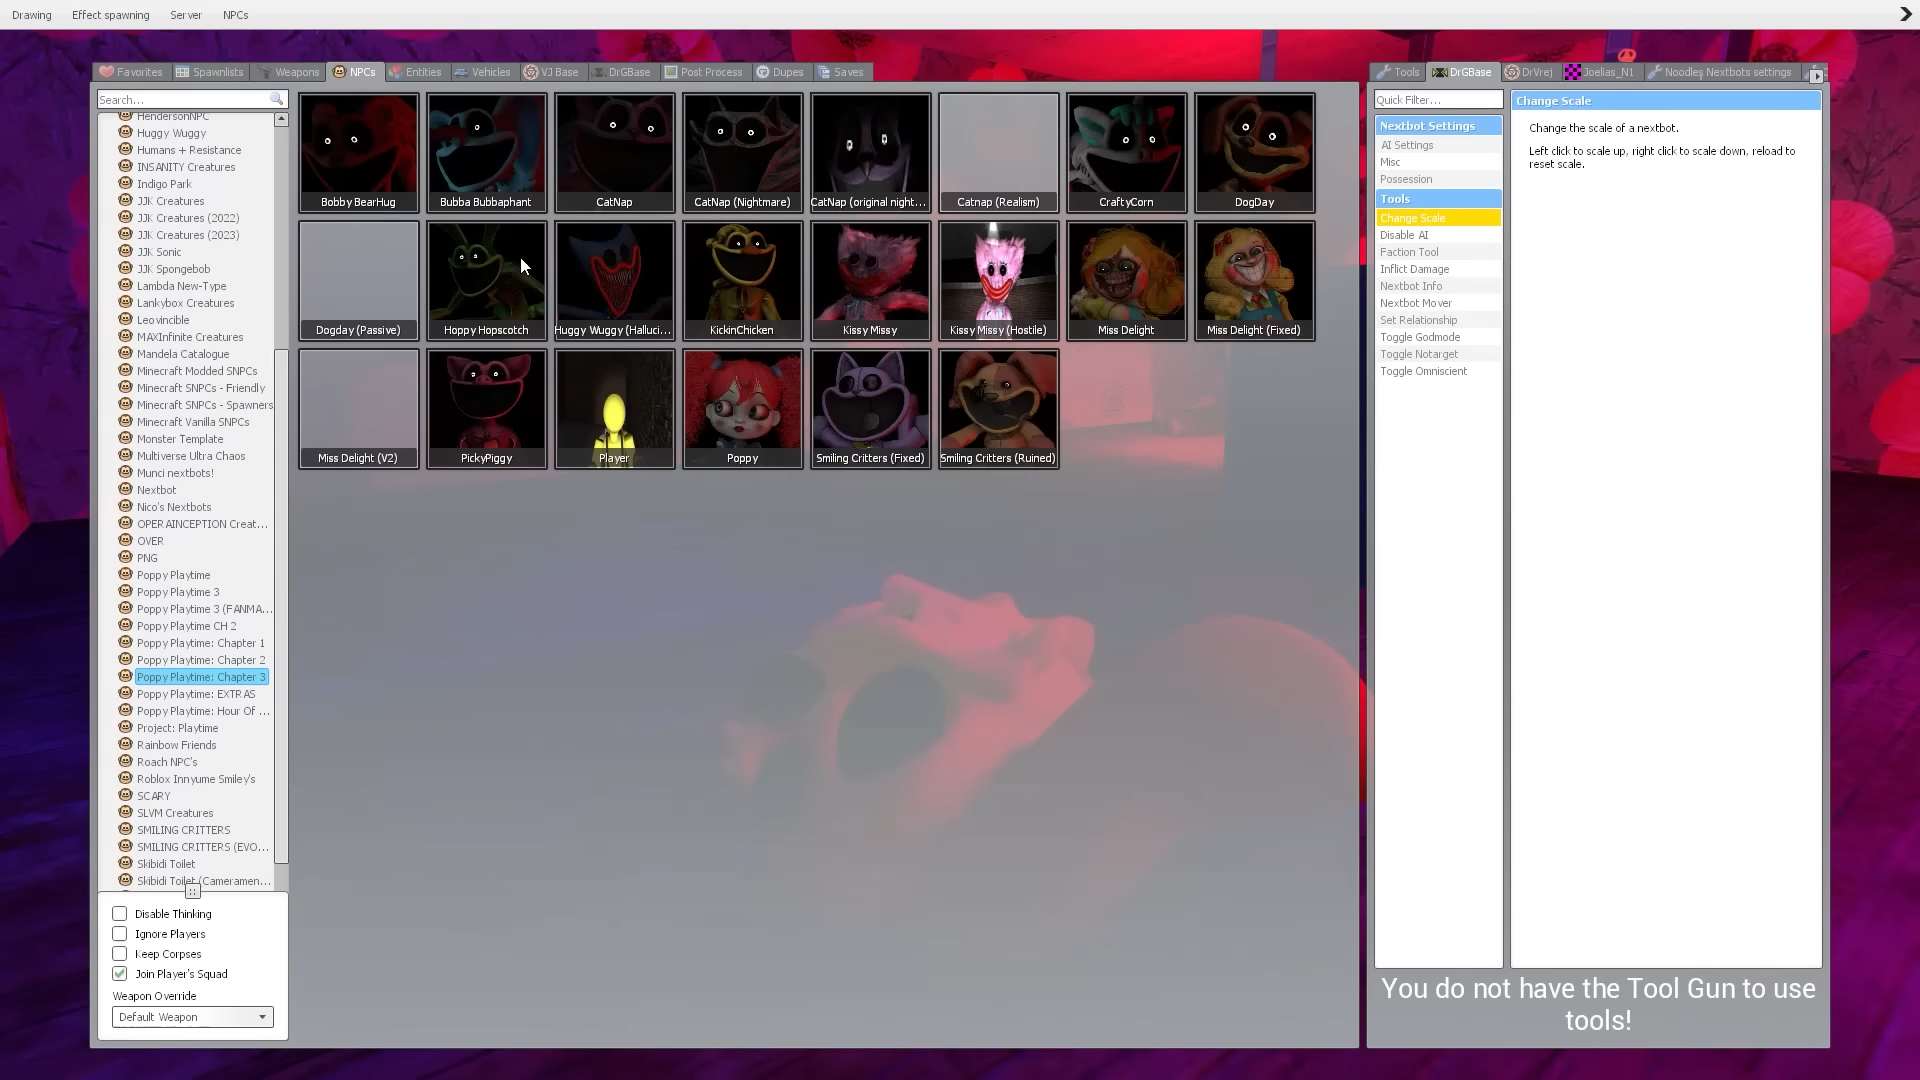 Drawing Effect spawning Server NPCs
Favorites Spawnlists Weapons NPCs Entities Vehicles VJ Base DrGBase Post Process Dupes Saves
Search...
HendersonNPC
Huggy Wuggy
Humans + Resistance
INSANITY Creatures
Indigo Park
JJK Creatures
JJK Creatures (2022)
JJK Creatures (2023)
JJK Sonic
JJK Spongebob
Lambda New-Type
Lankybox Creatures
Leovincible
MAXInfinite Creatures
Mandela Catalogue
Minecraft Modded SNPCs
Minecraft SNPCs - Friendly
Minecraft SNPCs - Spawners
Minecraft Vanilla SNPCs
Monster Template
Multiverse Ultra Chaos
Munci nextbots!
Nextbot
Nico's Nextbots
OPERAINCEPTION Creat...
OVER
PNG
Poppy Playtime
Poppy Playtime 3
Poppy Playtime 3 (FANMA...
Poppy Playtime CH 2
Poppy Playtime: Chapter 1
Poppy Playtime: Chapter 2
Poppy Playtime: Chapter 3
Poppy Playtime: EXTRAS
Poppy Playtime: Hour Of ...
Project: Playtime
Rainbow Friends
Roach NPC's
Roblox Innyume Smiley's
SCARY
SLVM Creatures
SMILING CRITTERS
SMILING CRITTERS (EVO...
Skibidi Toilet
Skibidi Toilet (Cameramen...
Disable Thinking
Ignore Players
Keep Corpses
Join Player's Squad
Weapon Override
Default Weapon
Bobby BearHug Bubba Bubbaphant CatNap CatNap (Nightmare) CatNap (original night... Catnap (Realism) CraftyCorn DogDay
Dogday (Passive) Hoppy Hopscotch Huggy Wuggy (Halluci... KickinChicken Kissy Missy Kissy Missy (Hostile) Miss Delight Miss Delight (Fixed)
Miss Delight (V2) PickyPiggy Player Poppy Smiling Critters (Fixed) Smiling Critters (Ruined)
Tools DrGBase DrVrej Joelias_N1 Noodles Nextbots settings
Quick Filter...
Nextbot Settings
AI Settings
Misc
Possession
Tools
Change Scale
Disable AI
Faction Tool
Inflict Damage
Nextbot Info
Nextbot Mover
Set Relationship
Toggle Godmode
Toggle Notarget
Toggle Omniscient
Change Scale
Change the scale of a nextbot.
Left click to scale up, right click to scale down, reload to
reset scale.
You do not have the Tool Gun to use
tools!